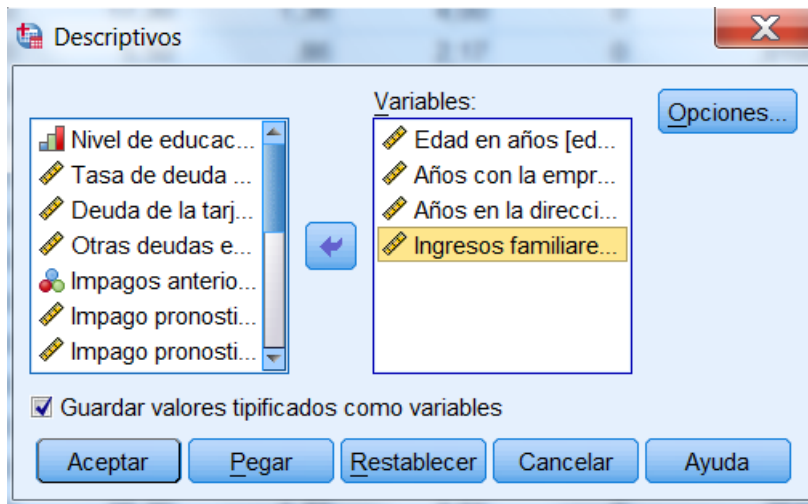 Descriptivos
Variables:
Opciones...
Nivel de educac...
Tasa de deuda ...
Deuda de la tarj...
Otras deudas e...
Impagos anterio...
Impago pronosti...
Impago pronosti...
Edad en años [ed...
Años con la empr...
Años en la direcci...
Ingresos familiare...
Guardar valores tipificados como variables
Aceptar Pegar Restablecer Cancelar Ayuda